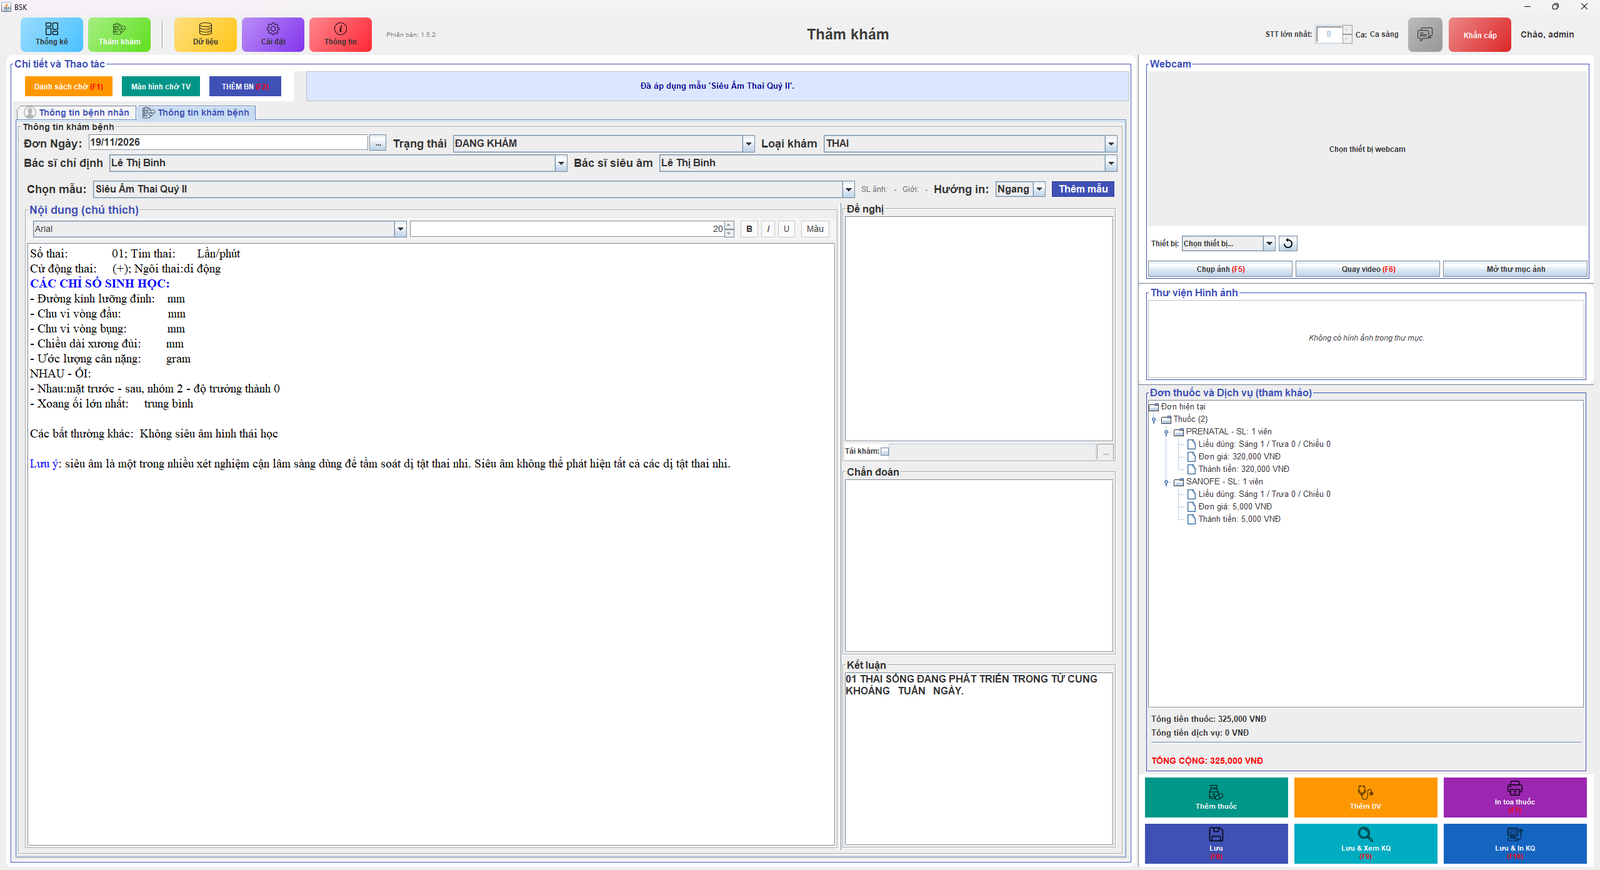 BSK
Thống kê
Thăm khám
Dữ liệu
Cài đặt
Thông tin
Phiên bản: 1.5.2
Thăm khám
STT lớn nhất: 8 Ca: Ca sáng
Khẩn cấp
Chào, admin
Chi tiết và Thao tác
Danh sách chờ (F1)
Màn hình chờ TV
THÊM BN
Đã áp dụng mẫu 'Siêu Âm Thai Quý II'.
Thông tin bệnh nhân
Thông tin khám bệnh
Thông tin khám bệnh
Đơn Ngày: 19/11/2026 ... Trạng thái ĐANG KHÁM Loại khám THAI
Bác sĩ chỉ định Lê Thị Bình Bác sĩ siêu âm Lê Thị Bình
Chọn mẫu: Siêu Âm Thai Quý II SL ảnh: - Giới: - Hướng in: Ngang Thêm mẫu
Nội dung (chú thích)
Arial 20 B I U Màu
Số thai: 01; Tim thai: Lần/phút
Cử động thai: (+); Ngôi thai:di động
CÁC CHỈ SỐ SINH HỌC:
- Đường kính lưỡng đỉnh: mm
- Chu vi vòng đầu: mm
- Chu vi vòng bụng: mm
- Chiều dài xương đùi: mm
- Ước lượng cân nặng: gram
NHAU - ỐI:
- Nhau:mặt trước - sau, nhóm 2 - độ trưởng thành 0
- Xoang ối lớn nhất: trung bình
Các bất thường khác: Không siêu âm hình thái học
Lưu ý: siêu âm là một trong nhiều xét nghiệm cận lâm sàng dùng để tầm soát dị tật thai nhi. Siêu âm không thể phát hiện tất cả các dị tật thai nhi.
Đề nghị
Tái khám: ...
Chẩn đoán
Kết luận
01 THAI SỐNG ĐANG PHÁT TRIỂN TRONG TỬ CUNG
KHOẢNG TUẦN NGÀY.
Webcam
Chọn thiết bị webcam
Thiết bị: Chọn thiết bị...
Chụp ảnh (F5)
Quay video (F6)
Mở thư mục ảnh
Thư viện Hình ảnh
Không có hình ảnh trong thư mục.
Đơn thuốc và Dịch vụ (tham khảo)
Đơn hiện tại
Thuốc (2)
PRENATAL - SL: 1 viên
Liều dùng: Sáng 1 / Trưa 0 / Chiều 0
Đơn giá: 320,000 VNĐ
Thành tiền: 320,000 VNĐ
SANOFE - SL: 1 viên
Liều dùng: Sáng 1 / Trưa 0 / Chiều 0
Đơn giá: 5,000 VNĐ
Thành tiền: 5,000 VNĐ
Tổng tiền thuốc: 325,000 VNĐ
Tổng tiền dịch vụ: 0 VNĐ
TỔNG CỘNG: 325,000 VNĐ
Thêm thuốc
Thêm DV
In toa thuốc
Lưu
Lưu & Xem KQ
(F9)
Lưu & In KQ